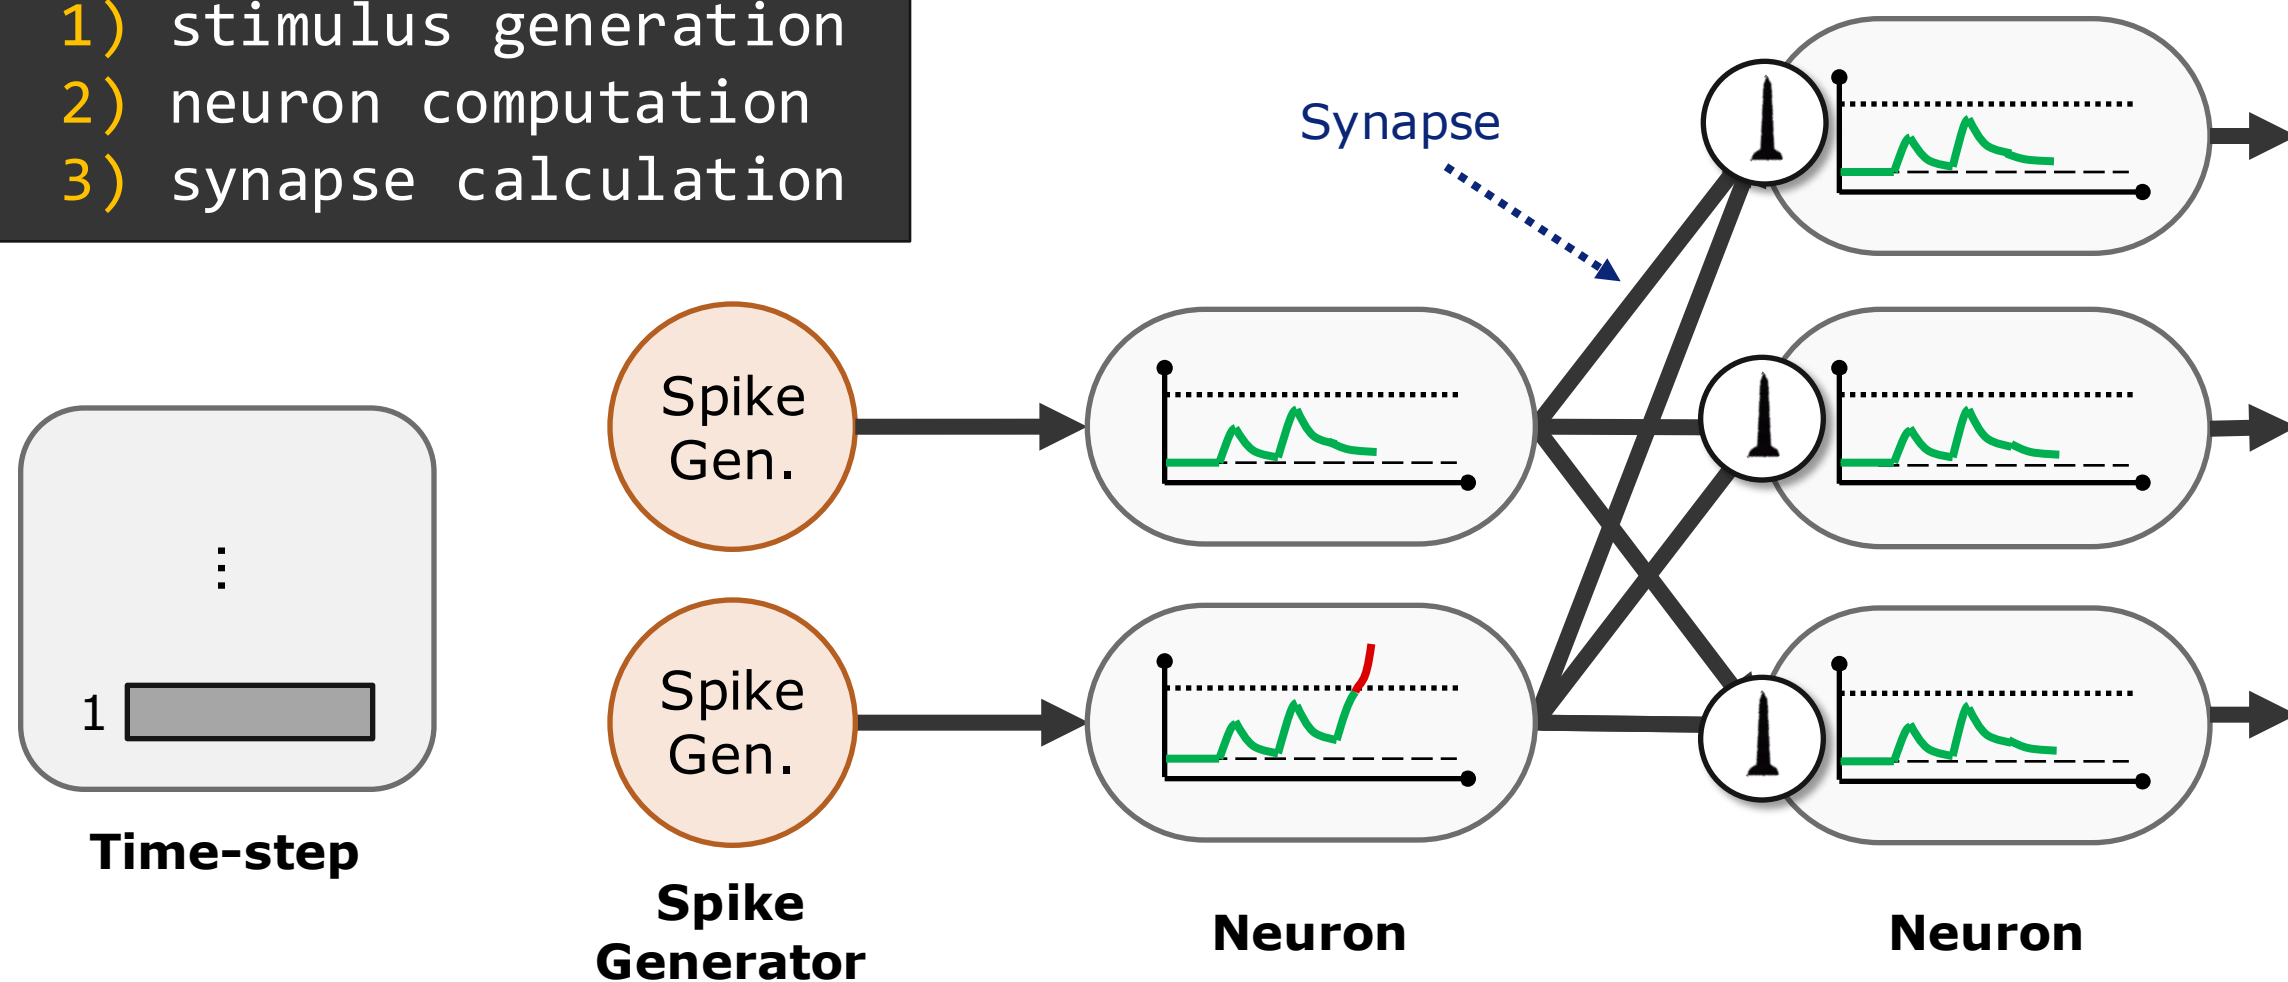 1) stimulus generation
2) neuron computation
3) synapse calculation
Synapse
Spike
Gen.
Spike
Gen.
⋮
1
Time-step
Spike
Generator
Neuron
Neuron